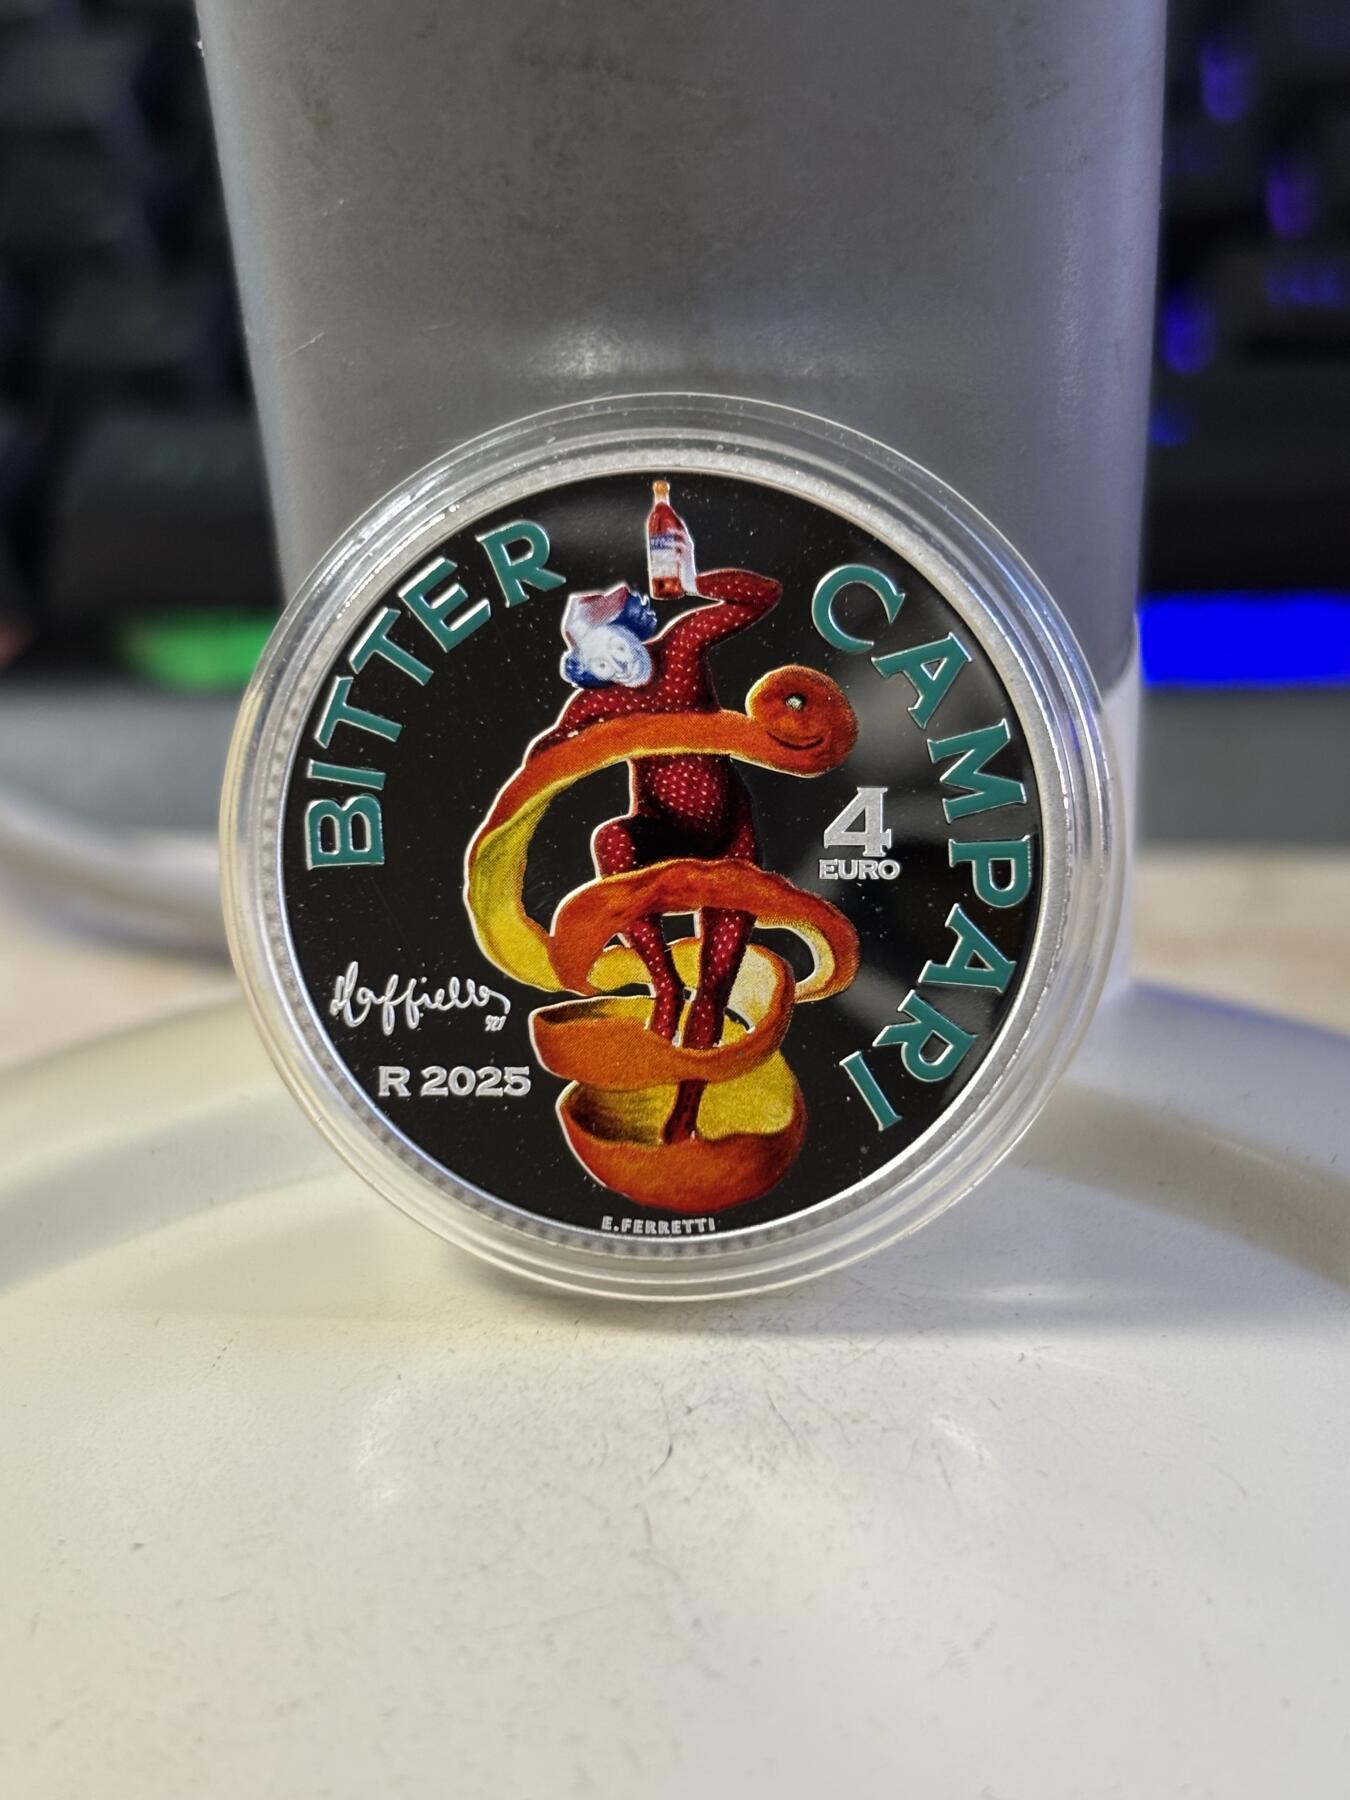 BITTER CAMPARI
4
EURO
R 2025
E.FERRETTI